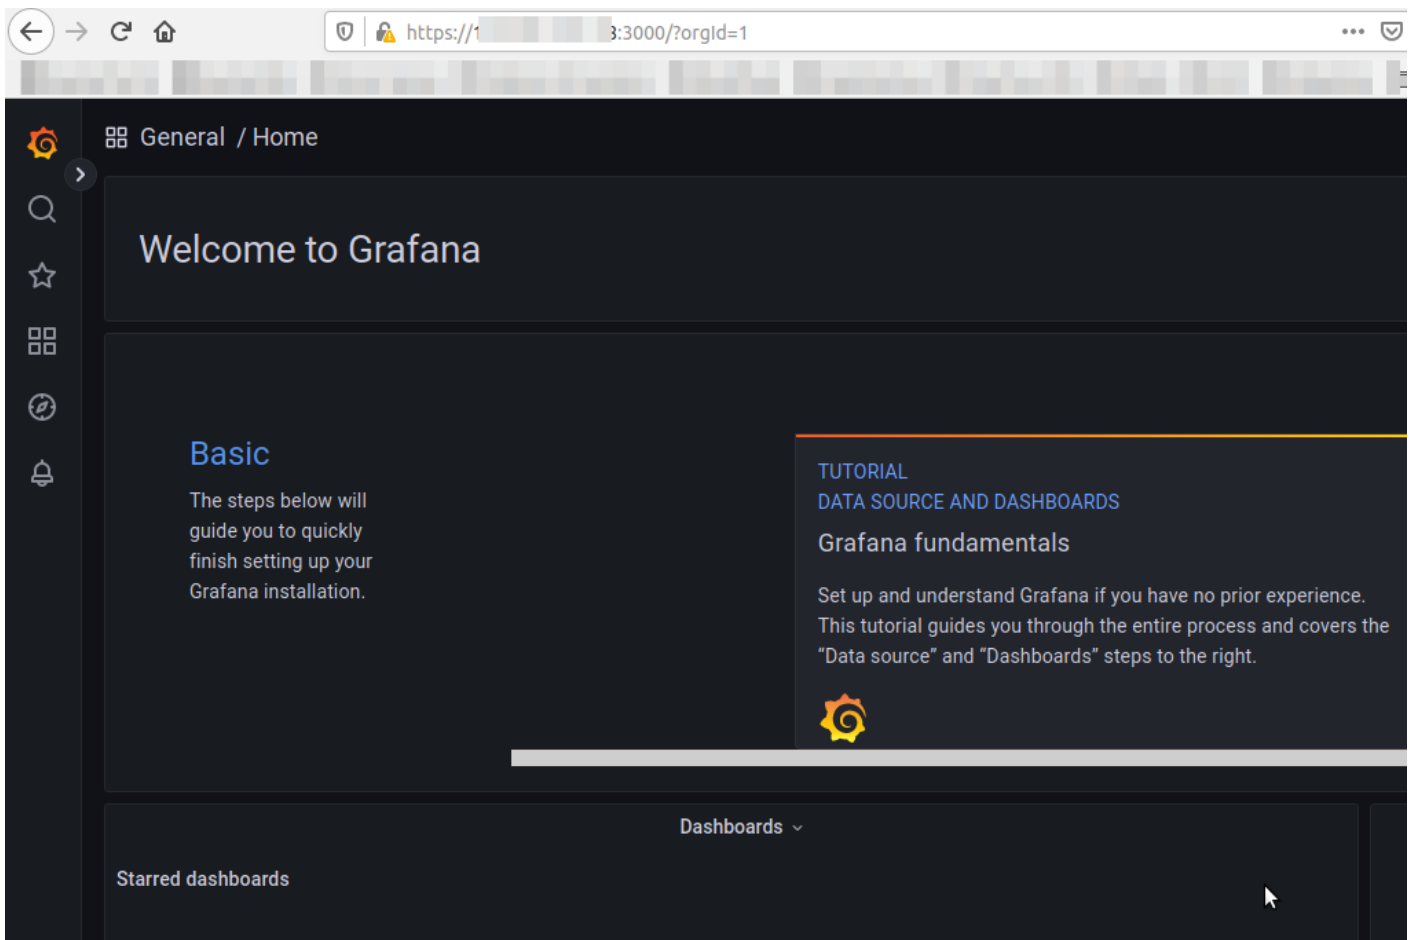 https://1 3:3000/?orgId=1
General / Home
Welcome to Grafana
Basic
The steps below will
guide you to quickly
finish setting up your
Grafana installation.
TUTORIAL
DATA SOURCE AND DASHBOARDS
Grafana fundamentals
Set up and understand Grafana if you have no prior experience.
This tutorial guides you through the entire process and covers the
“Data source” and “Dashboards” steps to the right.
Dashboards
Starred dashboards